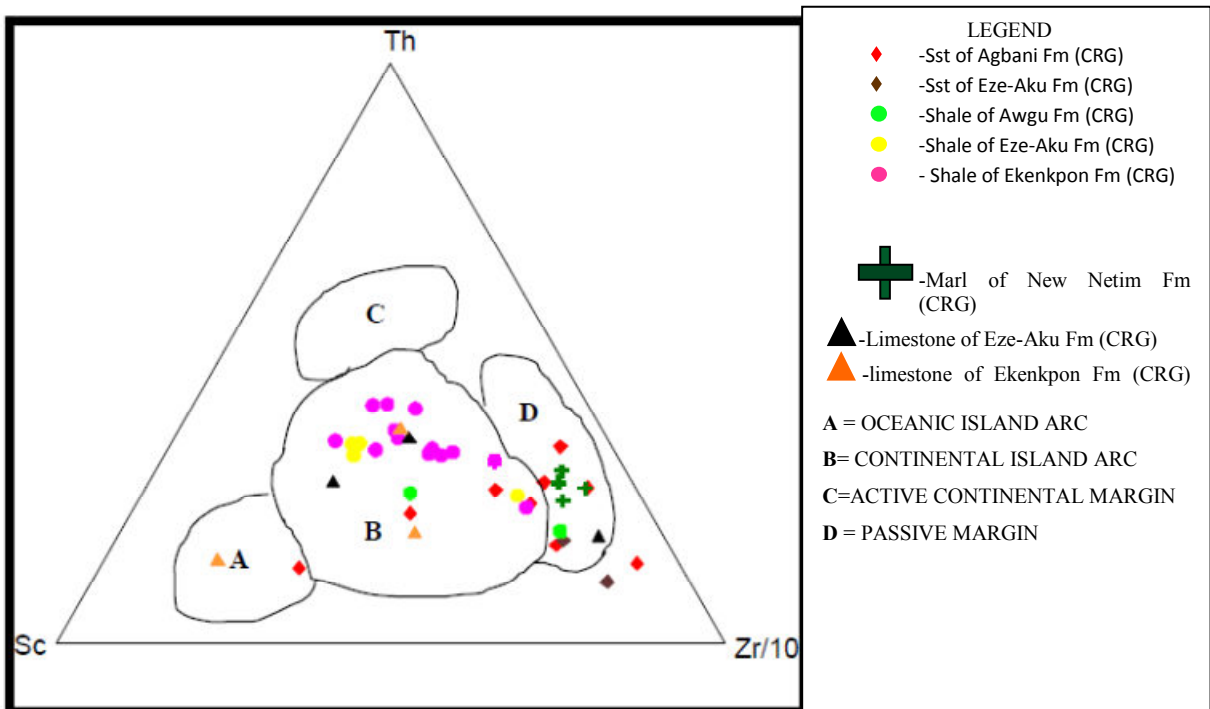 Th
C
D
B
A
Sc
Zr/10
LEGEND
-Sst of Agbani Fm (CRG)
-Sst of Eze-Aku Fm (CRG)
-Shale of Awgu Fm (CRG)
-Shale of Eze-Aku Fm (CRG)
- Shale of Ekenkpon Fm (CRG)
-Marl of New Netim Fm
(CRG)
-Limestone of Eze-Aku Fm (CRG)
-limestone of Ekenkpon Fm (CRG)
A = OCEANIC ISLAND ARC
B= CONTINENTAL ISLAND ARC
C=ACTIVE CONTINENTAL MARGIN
D = PASSIVE MARGIN